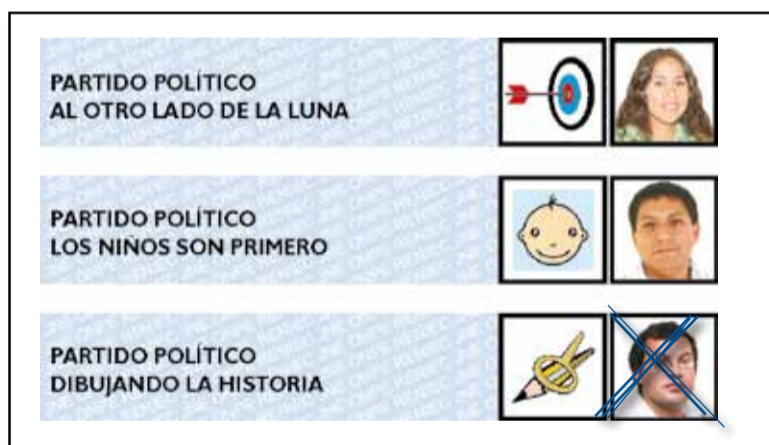 PARTIDO POLÍTICO
AL OTRO LADO DE LA LUNA
PARTIDO POLÍTICO
LOS NIÑOS SON PRIMERO
PARTIDO POLÍTICO
DIBUJANDO LA HISTORIA